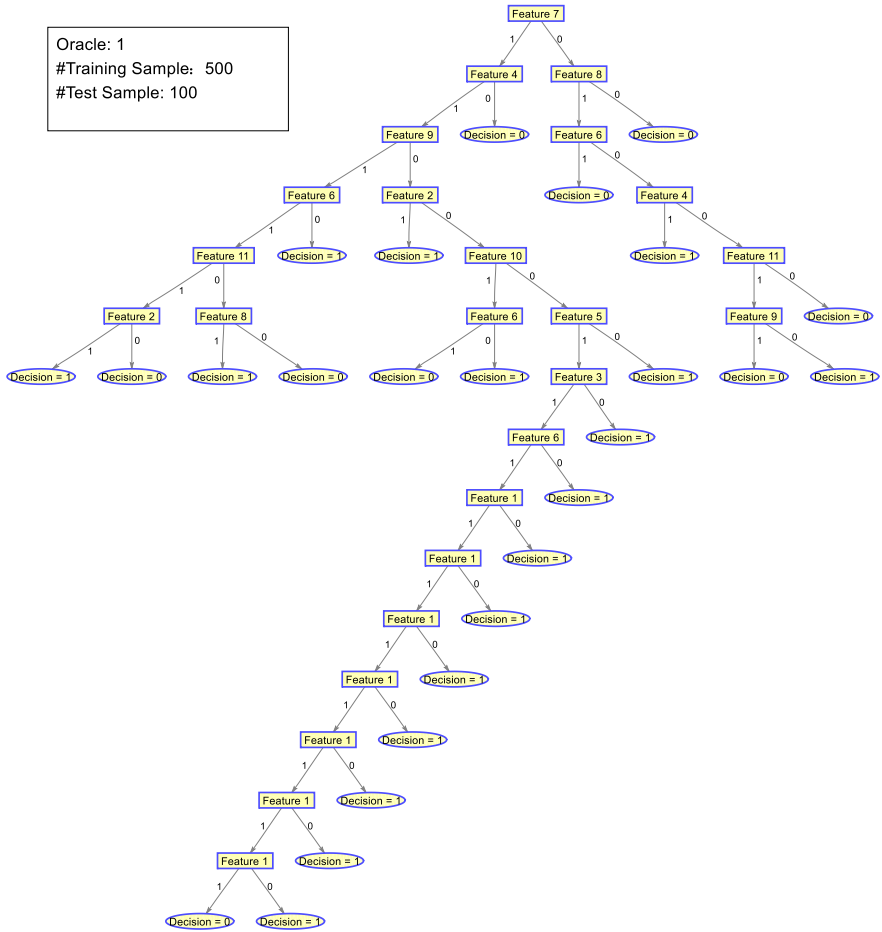 Oracle: 1
#Training Sample：500
#Test Sample: 100
Feature 7
1 0
Feature 4 Feature 8
1 0 1 0
Feature 9 Decision = 0 Feature 6 Decision = 0
1 0 1 0
Feature 6 Feature 2 Decision = 0 Feature 4
1 0 1 0 1 0
Feature 11 Decision = 1 Decision = 1 Feature 10 Decision = 1 Feature 11
1 0 1 0 1 0
Feature 2 Feature 8 Feature 6 Feature 5 Feature 9 Decision = 0
1 0 1 0 1 0 1 0 1 0
Decision = 1 Decision = 0 Decision = 1 Decision = 0 Decision = 0 Decision = 1 Feature 3 Decision = 1 Decision = 0 Decision = 1
1 0
Feature 6 Decision = 1
1 0
Feature 1 Decision = 1
1 0
Feature 1 Decision = 1
1 0
Feature 1 Decision = 1
1 0
Feature 1 Decision = 1
1 0
Feature 1 Decision = 1
1 0
Feature 1 Decision = 1
1 0
Feature 1 Decision = 1
1 0
Decision = 0 Decision = 1